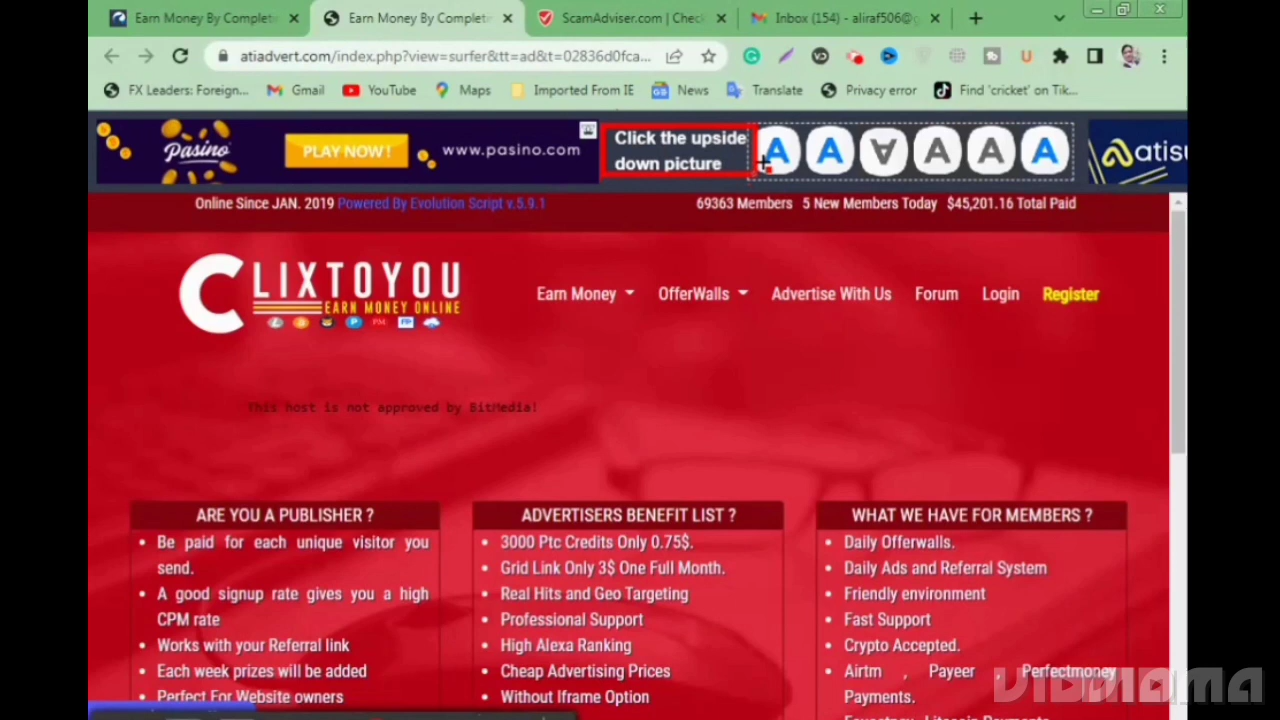 Earn Money By Complet
Earn Money By Complet
ScamAdviser.com | Check
Inbox (154) - aliraf506@g
atiadvert.com/index.php?view=surfer&tt=ad&t=02836d0fca...
FX Leaders: Foreign...
Gmail
YouTube
Maps
Imported From IE
News
Translate
Privacy error
Find 'cricket' on Tik...
Pasino
PLAY NOW!
www.pasino.com
Click the upside
down picture
A A A A A A
atisu
Online Since JAN. 2019 Powered By Evolution Script v.5.9.1
69363 Members 5 New Members Today $45,201.16 Total Paid
CLIXTOYOU
EARN MONEY ONLINE
Earn Money
OfferWalls
Advertise With Us
Forum
Login
Register
This host is not approved by BitMedia!
ARE YOU A PUBLISHER ?
Be paid for each unique visitor you
send.
A good signup rate gives you a high
CPM rate
Works with your Referral link
Each week prizes will be added
Perfect For Website owners
ADVERTISERS BENEFIT LIST ?
3000 Ptc Credits Only 0.75$.
Grid Link Only 3$ One Full Month.
Real Hits and Geo Targeting
Professional Support
High Alexa Ranking
Cheap Advertising Prices
Without Iframe Option
WHAT WE HAVE FOR MEMBERS ?
Daily Offerwalls.
Daily Ads and Referral System
Friendly environment
Fast Support
Crypto Accepted.
Airtm , Payeer , Perfectmoney
Payments.
VIDMAMA